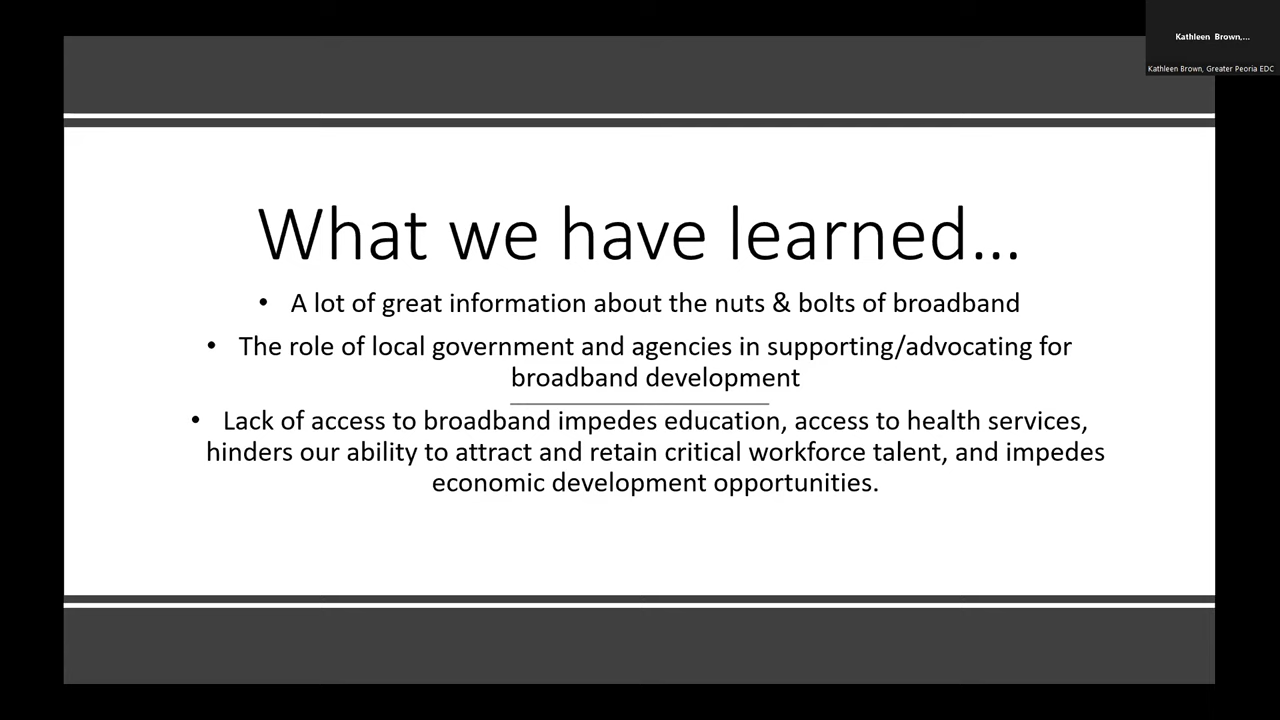 Kathleen Brown,...
Kathleen Brown, Greater Peoria EDC
What we have learned...
• A lot of great information about the nuts & bolts of broadband
• The role of local government and agencies in supporting/advocating for
broadband development
• Lack of access to broadband impedes education, access to health services,
hinders our ability to attract and retain critical workforce talent, and impedes
economic development opportunities.